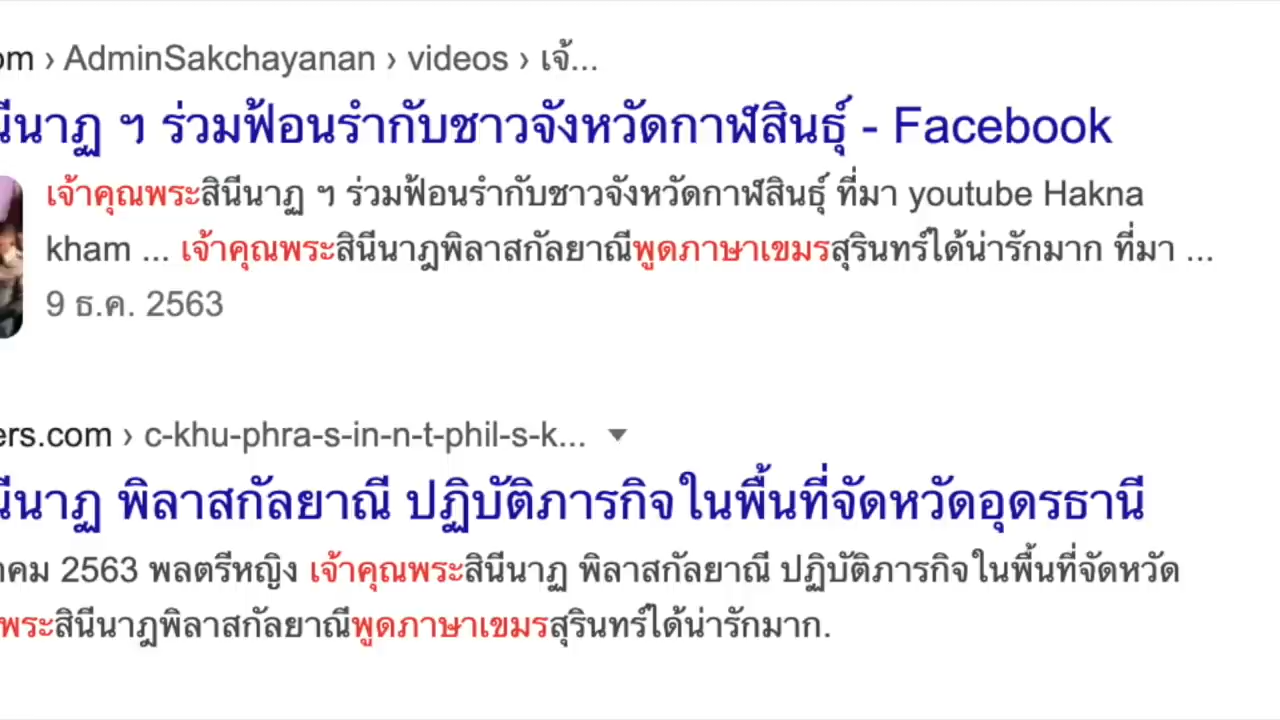 om › AdminSakchayanan › videos › เจ้...
นีนาฏ ฯ ร่วมฟ้อนรำกับชาวจังหวัดกาฬสินธุ์ - Facebook
เจ้าคุณพระสินีนาฏ ฯ ร่วมฟ้อนรำกับชาวจังหวัดกาฬสินธุ์ ที่มา youtube Hakna
kham ... เจ้าคุณพระสินีนาฎพิลาสกัลยาณีพูดภาษาเขมรสุรินทร์ได้น่ารักมาก ที่มา ...
9 ธ.ค. 2563
ers.com › c-khu-phra-s-in-n-t-phil-s-k...
นีนาฏ พิลาสกัลยาณี ปฏิบัติภารกิจในพื้นที่จัดหวัดอุดรธานี
าคม 2563 พลตรีหญิง เจ้าคุณพระสินีนาฏ พิลาสกัลยาณี ปฏิบัติภารกิจในพื้นที่จัดหวัด
พระสินีนาฎพิลาสกัลยาณีพูดภาษาเขมรสุรินทร์ได้น่ารักมาก.